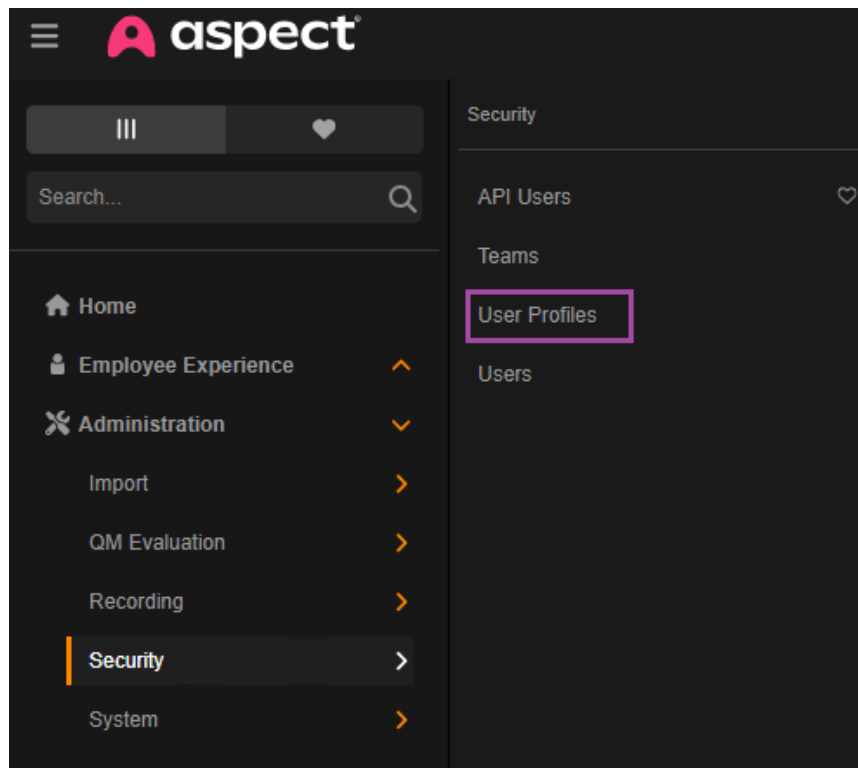 aspect
Search...
Home
Employee Experience
Administration
Import
QM Evaluation
Recording
Security
System
Security
API Users
Teams
User Profiles
Users